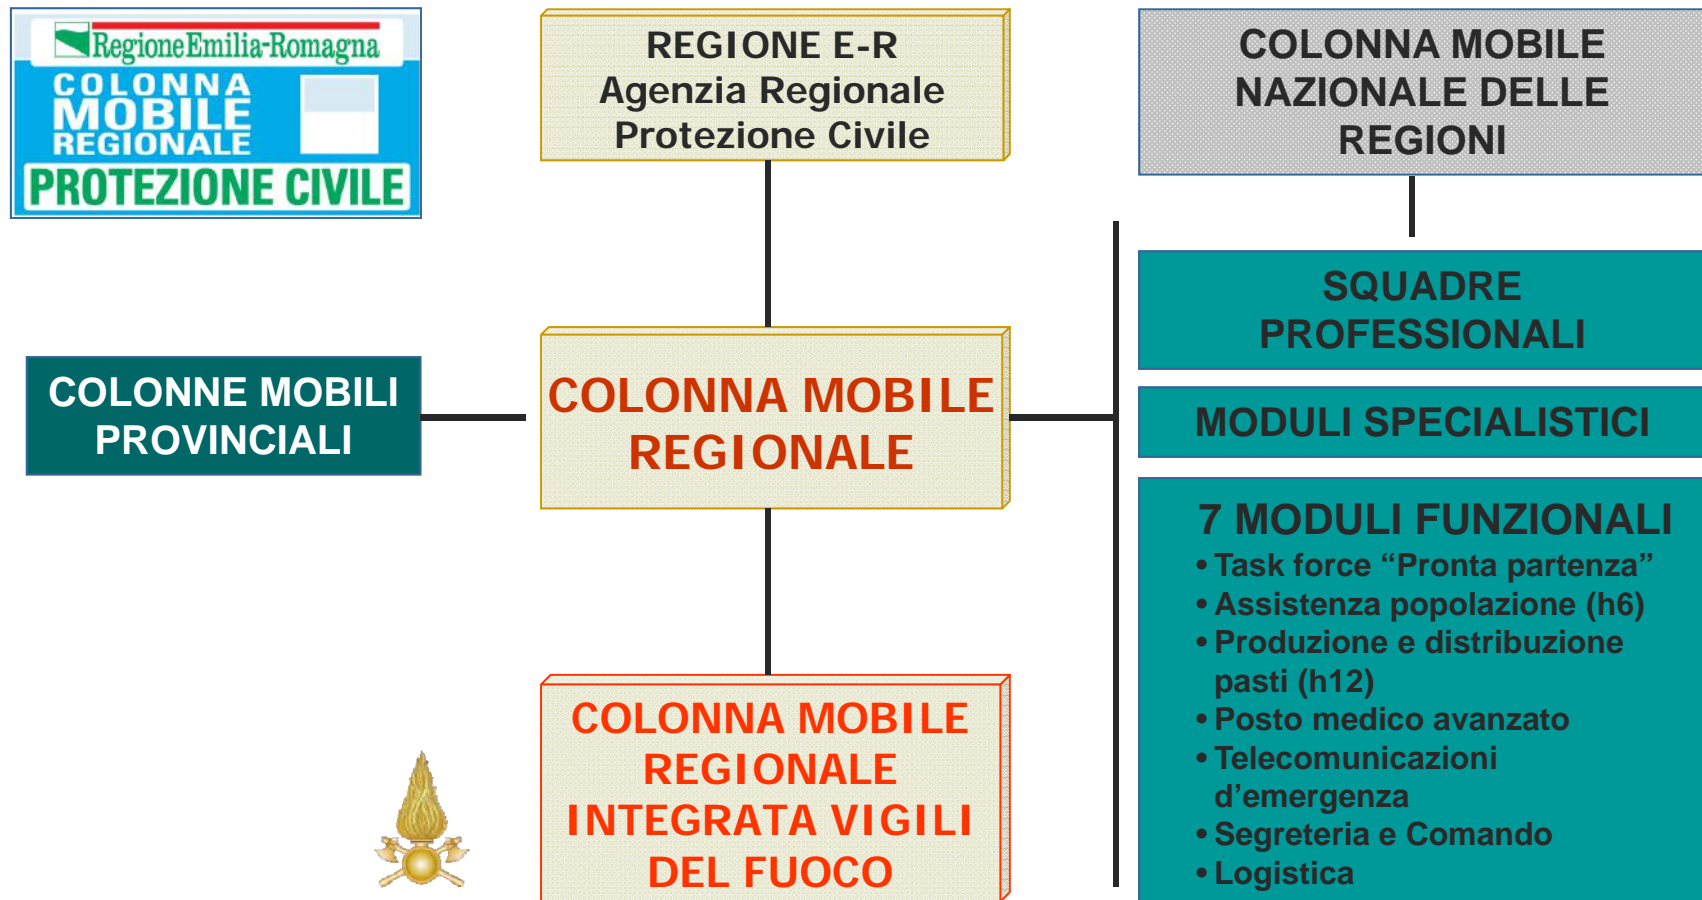 RegioneEmilia-Romagna
COLONNA
MOBILE
REGIONALE
PROTEZIONE CIVILE
REGIONE E-R
Agenzia Regionale
Protezione Civile
COLONNA MOBILE
NAZIONALE DELLE
REGIONI
COLONNE MOBILI
PROVINCIALI
COLONNA MOBILE
REGIONALE
COLONNA MOBILE
REGIONALE
INTEGRATA VIGILI
DEL FUOCO
SQUADRE
PROFESSIONALI
MODULI SPECIALISTICI
7 MODULI FUNZIONALI
• Task force “Pronta partenza”
• Assistenza popolazione (h6)
• Produzione e distribuzione
pasti (h12)
• Posto medico avanzato
• Telecomunicazioni
d’emergenza
• Segreteria e Comando
• Logistica